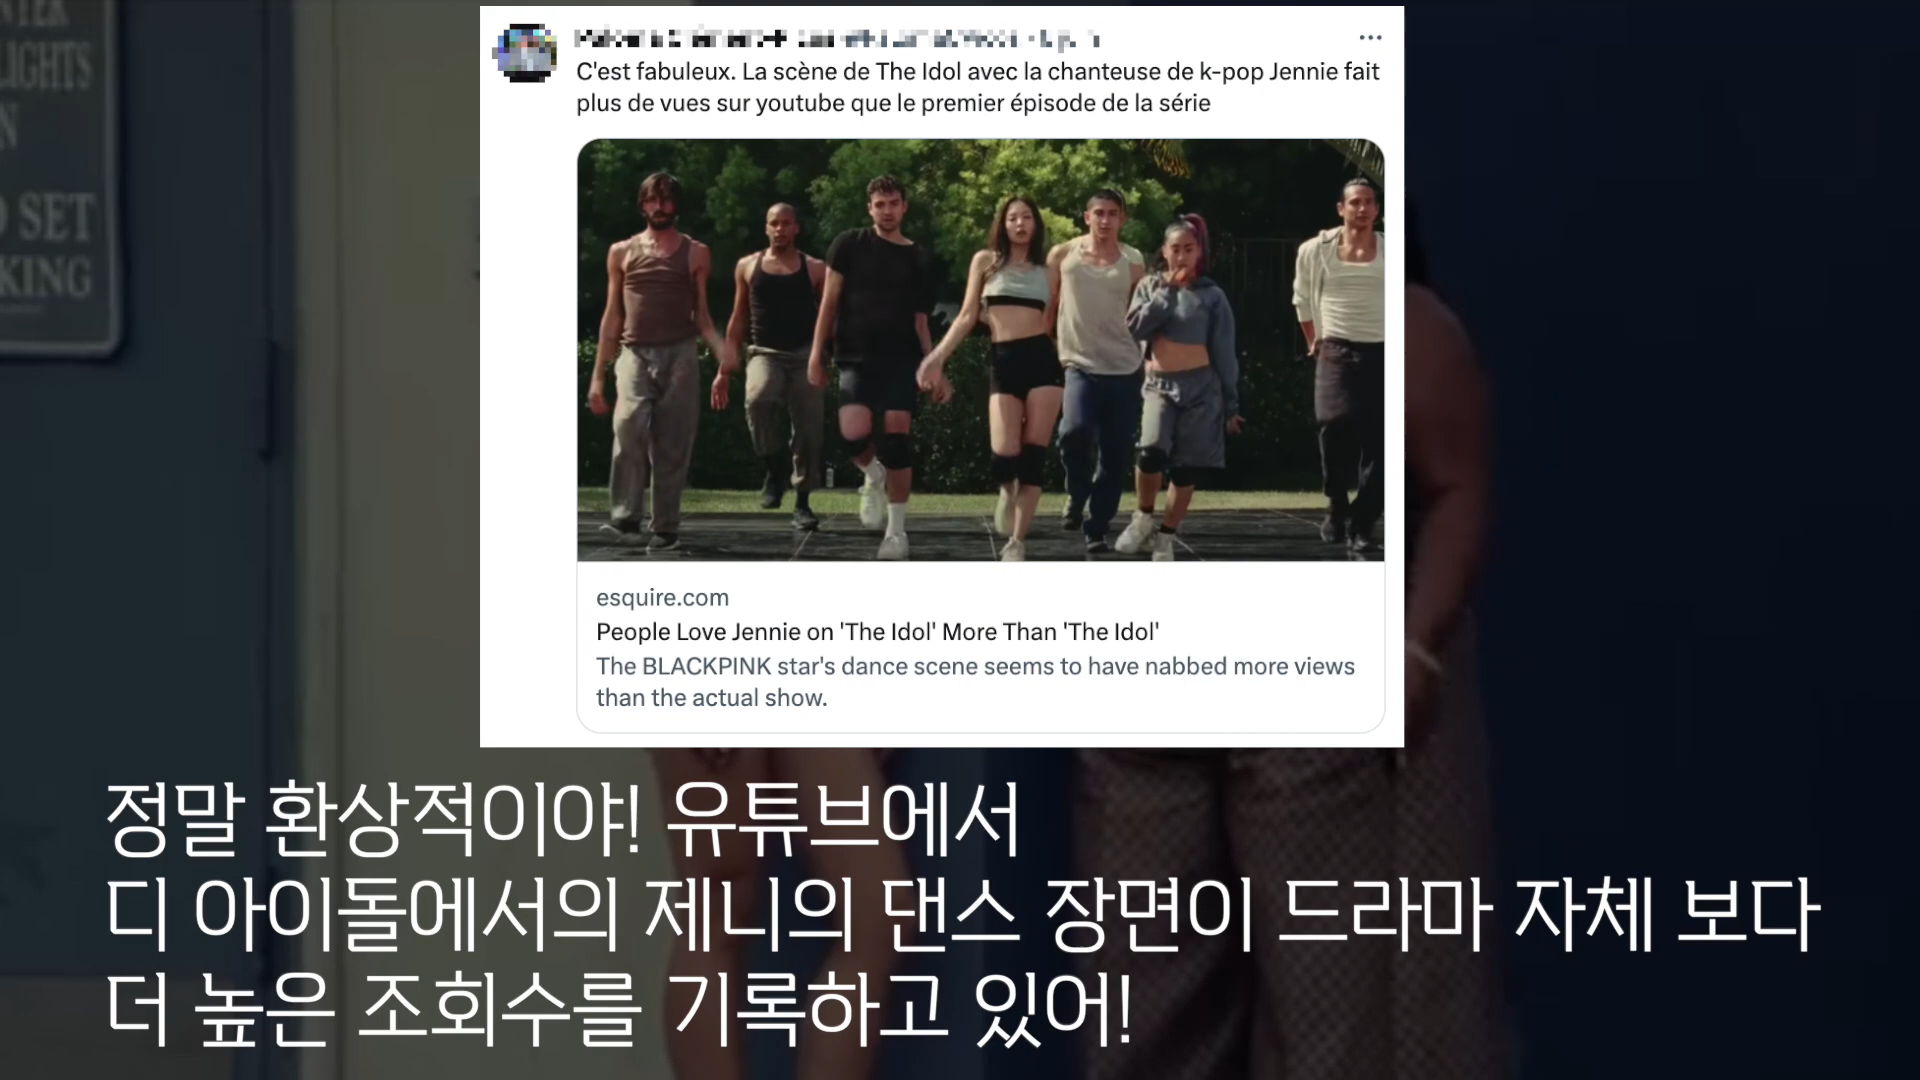 LIGHTS
SET
C'est fabuleux. La scène de The Idol avec la chanteuse de k-pop Jennie fait
plus de vues sur youtube que le premier épisode de la série
esquire.com
People Love Jennie on 'The Idol' More Than 'The Idol'
The BLACKPINK star's dance scene seems to have nabbed more views
than the actual show.
정말 환상적이야! 유튜브에서
디 아이돌에서의 제니의 댄스 장면이 드라마 자체 보다
더 높은 조회수를 기록하고 있어!